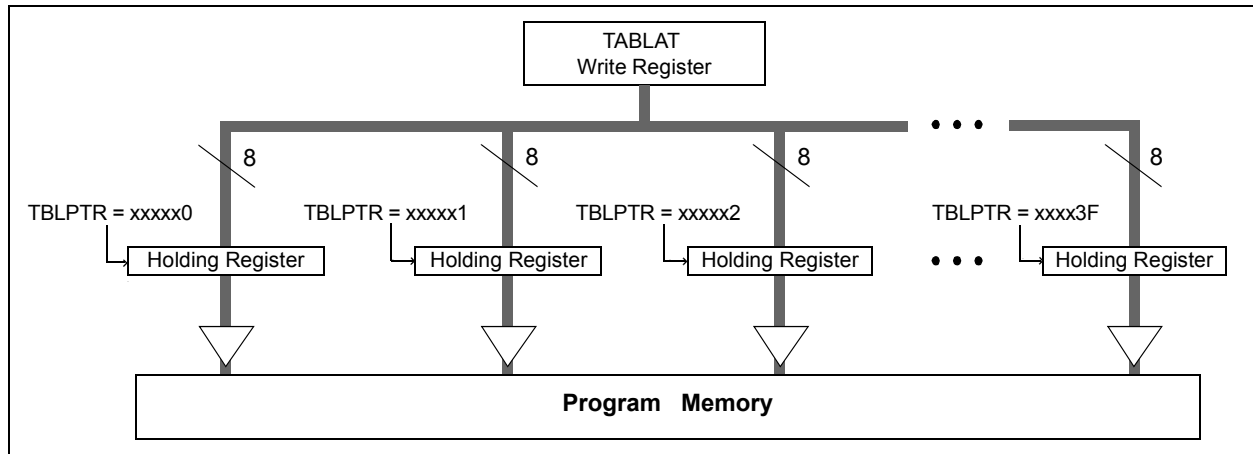 TABLAT
Write Register
8
8
8
8
TBLPTR = xxxxx0
TBLPTR = xxxxx1
TBLPTR = xxxxx2
TBLPTR = xxxx3F
Holding Register
Holding Register
Holding Register
Holding Register
Program Memory